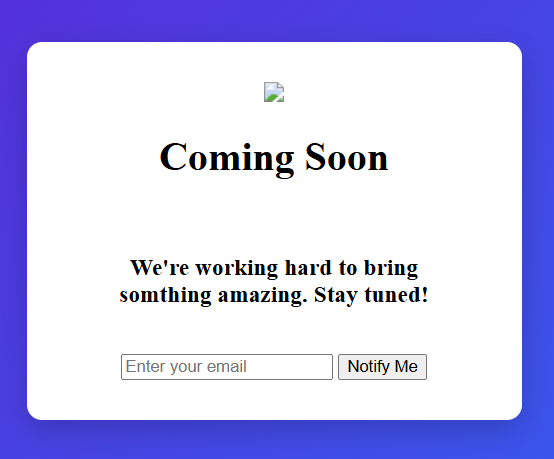 Coming Soon
We're working hard to bring
somthing amazing. Stay tuned!
Enter your email Notify Me